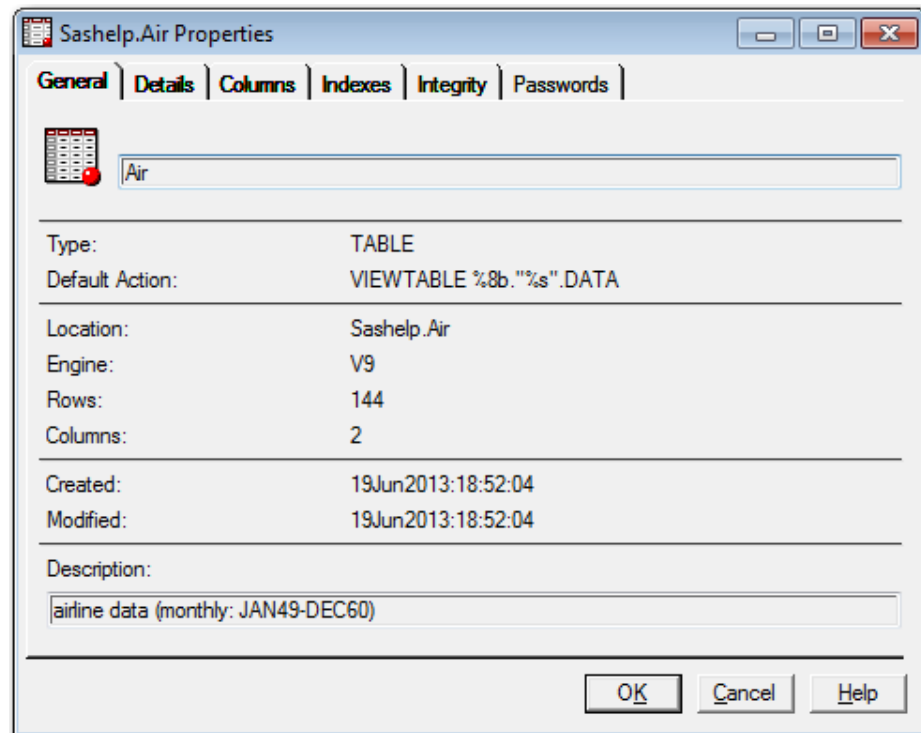 Sashelp.Air Properties
General Details Columns Indexes Integrity Passwords
Air
Type: TABLE
Default Action: VIEWTABLE %8b."%s".DATA
Location: Sashelp.Air
Engine: V9
Rows: 144
Columns: 2
Created: 19Jun2013:18:52:04
Modified: 19Jun2013:18:52:04
Description:
airline data (monthly: JAN49-DEC60)
OK Cancel Help